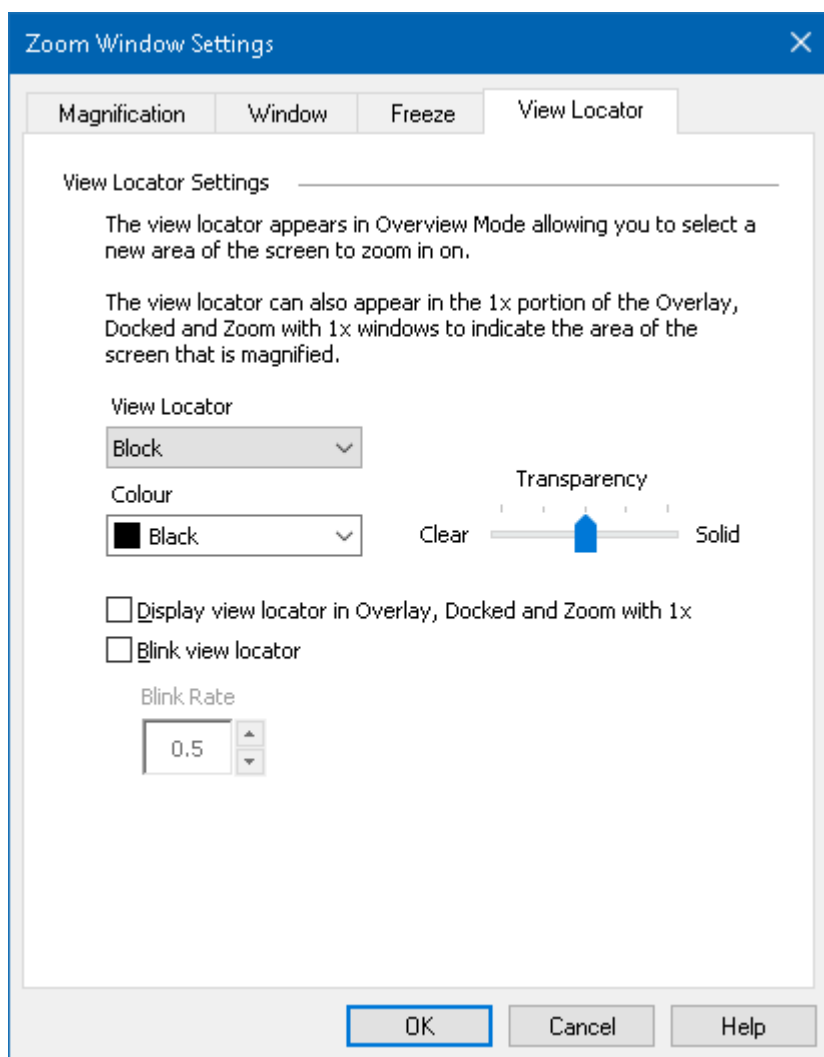 Zoom Window Settings
Magnification Window Freeze View Locator
View Locator Settings
The view locator appears in Overview Mode allowing you to select a
new area of the screen to zoom in on.
The view locator can also appear in the 1x portion of the Overlay,
Docked and Zoom with 1x windows to indicate the area of the
screen that is magnified.
View Locator
Block
Transparency
Colour
Black
Clear Solid
Display view locator in Overlay, Docked and Zoom with 1x
Blink view locator
Blink Rate
0.5
OK Cancel Help